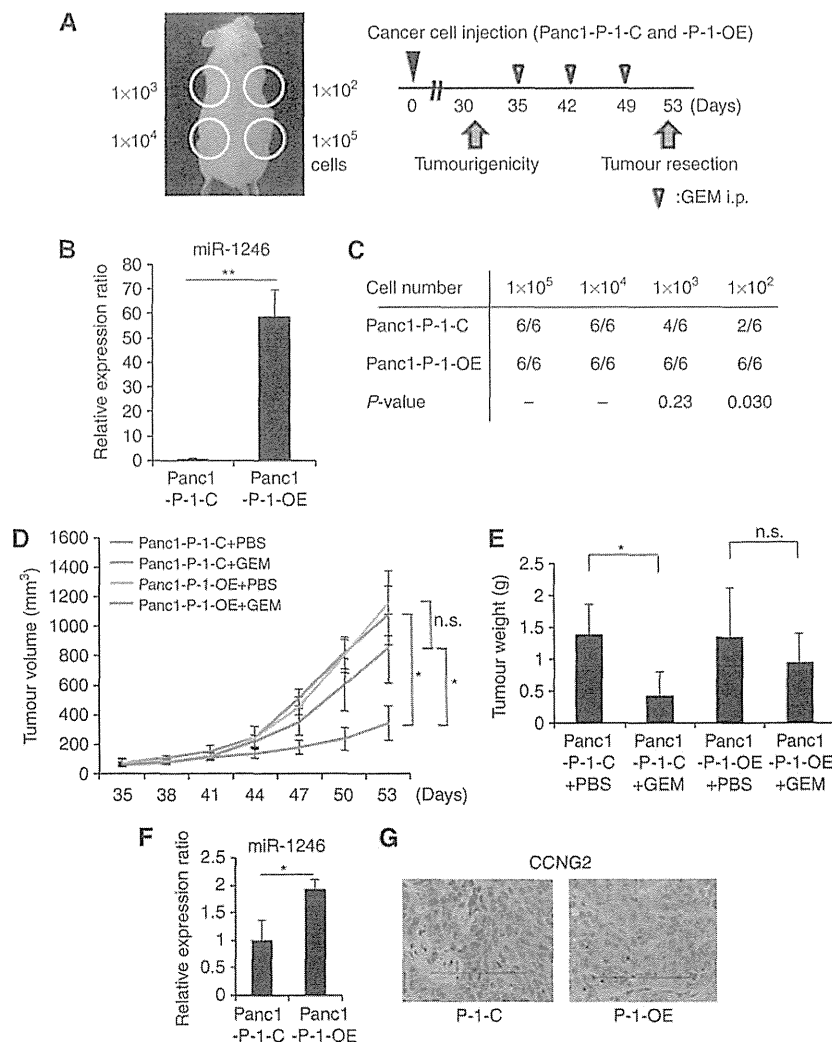 A
1×10³
1×10⁴
1×10²
1×10⁵
cells
Cancer cell injection (Panc1-P-1-C and -P-1-OE)
0 30 35 42 49 53 (Days)
Tumourigenicity
Tumour resection
:GEM i.p.
B
miR-1246
**
Relative expression ratio
80
70
60
50
40
30
20
10
0
Panc1
-P-1-C
Panc1
-P-1-OE
C
Cell number 1×10⁵ 1×10⁴ 1×10³ 1×10²
Panc1-P-1-C 6/6 6/6 4/6 2/6
Panc1-P-1-OE 6/6 6/6 6/6 6/6
P-value – – 0.23 0.030
D
Tumour volume (mm³)
1600
1400
1200
1000
800
600
400
200
0
Panc1-P-1-C+PBS
Panc1-P-1-C+GEM
Panc1-P-1-OE+PBS
Panc1-P-1-OE+GEM
n.s.
*
*
35 38 41 44 47 50 53 (Days)
E
Tumour weight (g)
2.5
2
1.5
1
0.5
0
*
n.s.
Panc1
-P-1-C
+PBS
Panc1
-P-1-C
+GEM
Panc1
-P-1-OE
+PBS
Panc1
-P-1-OE
+GEM
F
miR-1246
*
Relative expression ratio
2.5
2
1.5
1
0.5
0
Panc1
-P-1-C
Panc1
-P-1-OE
G
CCNG2
P-1-C
P-1-OE